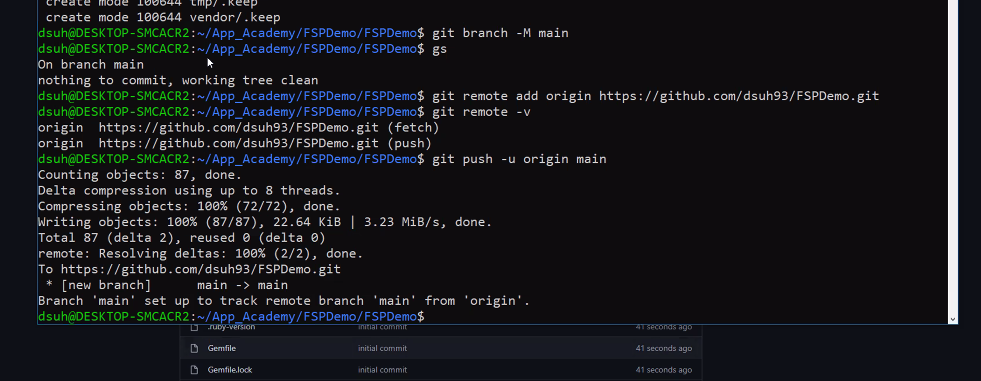 create mode 100644 tmp/.keep
create mode 100644 vendor/.keep
dsuh@DESKTOP-SMCACR2:~/App_Academy/FSPDemo/FSPDemo$ git branch -M main
dsuh@DESKTOP-SMCACR2:~/App_Academy/FSPDemo/FSPDemo$ gs
On branch main
nothing to commit, working tree clean
dsuh@DESKTOP-SMCACR2:~/App_Academy/FSPDemo/FSPDemo$ git remote add origin https://github.com/dsuh93/FSPDemo.git
dsuh@DESKTOP-SMCACR2:~/App_Academy/FSPDemo/FSPDemo$ git remote -v
origin  https://github.com/dsuh93/FSPDemo.git (fetch)
origin  https://github.com/dsuh93/FSPDemo.git (push)
dsuh@DESKTOP-SMCACR2:~/App_Academy/FSPDemo/FSPDemo$ git push -u origin main
Counting objects: 87, done.
Delta compression using up to 8 threads.
Compressing objects: 100% (72/72), done.
Writing objects: 100% (87/87), 22.64 KiB | 3.23 MiB/s, done.
Total 87 (delta 2), reused 0 (delta 0)
remote: Resolving deltas: 100% (2/2), done.
To https://github.com/dsuh93/FSPDemo.git
 * [new branch]      main -> main
Branch 'main' set up to track remote branch 'main' from 'origin'.
dsuh@DESKTOP-SMCACR2:~/App_Academy/FSPDemo/FSPDemo$
.ruby-version initial commit 41 seconds ago
Gemfile initial commit 41 seconds ago
Gemfile.lock initial commit 41 seconds ago